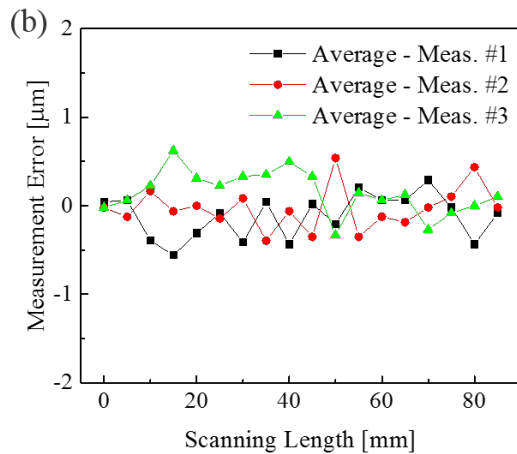 (b)
2
1
0
-1
-2
Measurement Error [μm]
Average - Meas. #1
Average - Meas. #2
Average - Meas. #3
0 20 40 60 80
Scanning Length [mm]